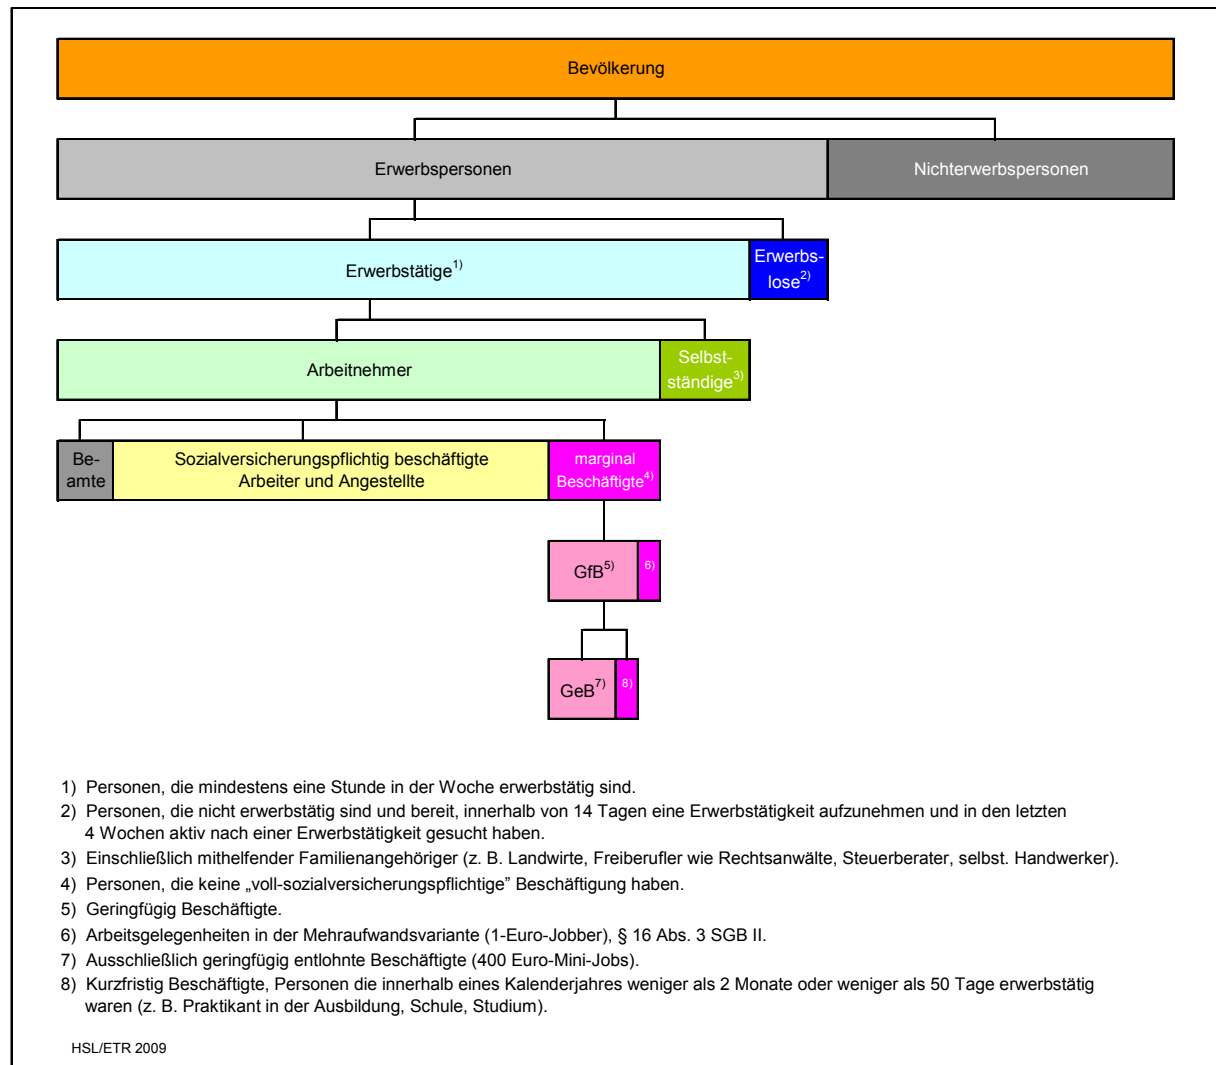 Bevölkerung
Erwerbspersonen
Nichterwerbspersonen
Erwerbstätige1)
Erwerbs-
lose2)
Arbeitnehmer
Selbst-
ständige3)
Be-
amte
Sozialversicherungspflichtig beschäftigte
Arbeiter und Angestellte
marginal
Beschäftigte4)
GfB5)
6)
GeB7)
8)
1) Personen, die mindestens eine Stunde in der Woche erwerbstätig sind.
2) Personen, die nicht erwerbstätig sind und bereit, innerhalb von 14 Tagen eine Erwerbstätigkeit aufzunehmen und in den letzten
4 Wochen aktiv nach einer Erwerbstätigkeit gesucht haben.
3) Einschließlich mithelfender Familienangehöriger (z. B. Landwirte, Freiberufler wie Rechtsanwälte, Steuerberater, selbst. Handwerker).
4) Personen, die keine „voll-sozialversicherungspflichtige” Beschäftigung haben.
5) Geringfügig Beschäftigte.
6) Arbeitsgelegenheiten in der Mehraufwandsvariante (1-Euro-Jobber), § 16 Abs. 3 SGB II.
7) Ausschließlich geringfügig entlohnte Beschäftigte (400 Euro-Mini-Jobs).
8) Kurzfristig Beschäftigte, Personen die innerhalb eines Kalenderjahres weniger als 2 Monate oder weniger als 50 Tage erwerbstätig
waren (z. B. Praktikant in der Ausbildung, Schule, Studium).
HSL/ETR 2009